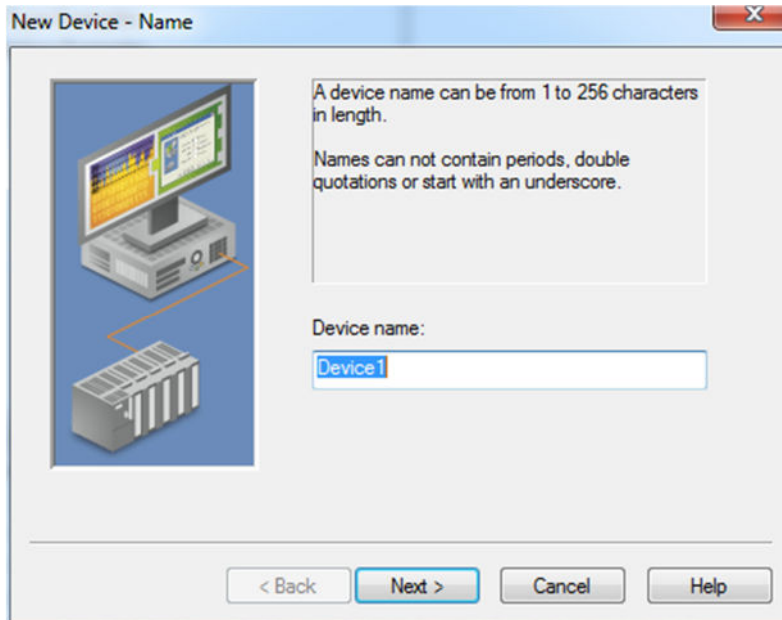 New Device - Name
A device name can be from 1 to 256 characters
in length.
Names can not contain periods, double
quotations or start with an underscore.
Device name:
Device1
< Back Next > Cancel Help